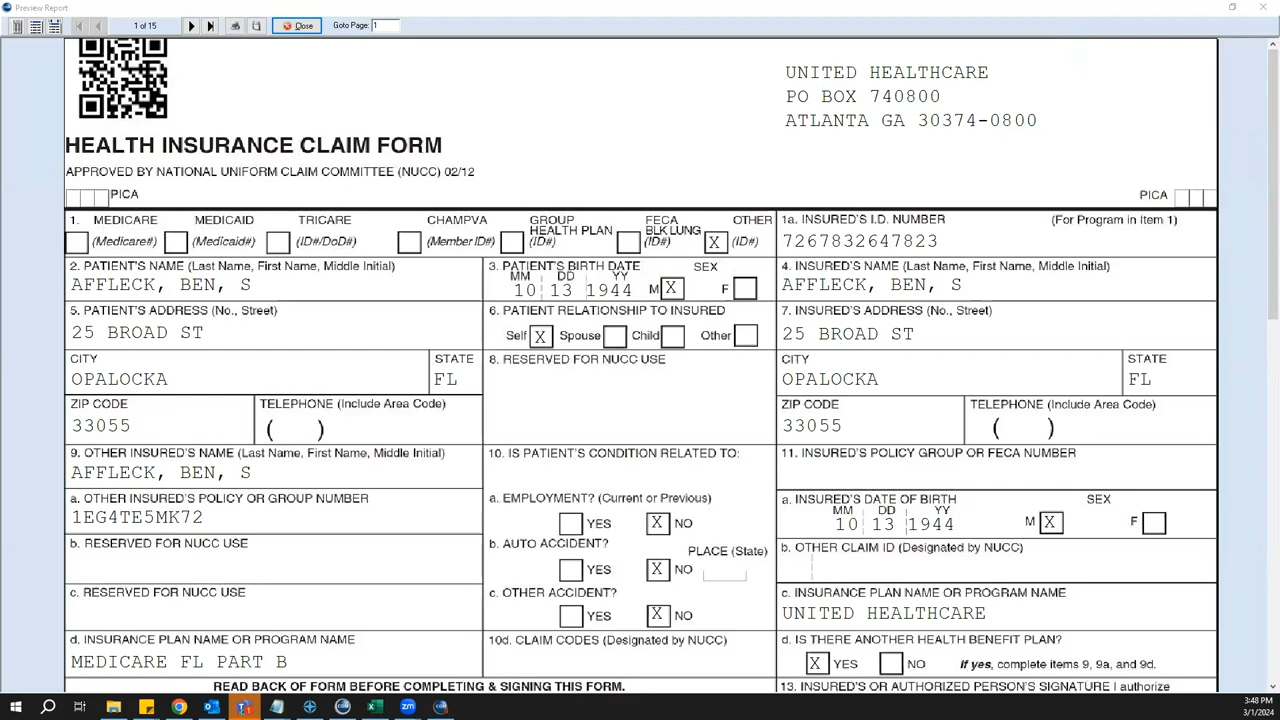 Preview Report
1 of 15
Close
Goto Page:
1
UNITED HEALTHCARE
PO BOX 740800
ATLANTA GA 30374-0800
HEALTH INSURANCE CLAIM FORM
APPROVED BY NATIONAL UNIFORM CLAIM COMMITTEE (NUCC) 02/12
PICA
PICA
1. MEDICARE MEDICAID TRICARE CHAMPVA GROUP HEALTH PLAN FECA BLK LUNG OTHER
(Medicare#) (Medicaid#) (ID#/DoD#) (Member ID#) (ID#) (ID#) X (ID#)
1a. INSURED'S I.D. NUMBER (For Program in Item 1)
7267832647823
2. PATIENT'S NAME (Last Name, First Name, Middle Initial)
AFFLECK, BEN, S
3. PATIENT'S BIRTH DATE SEX
MM DD YY
10 13 1944 M X F
4. INSURED'S NAME (Last Name, First Name, Middle Initial)
AFFLECK, BEN, S
5. PATIENT'S ADDRESS (No., Street)
25 BROAD ST
6. PATIENT RELATIONSHIP TO INSURED
Self X Spouse Child Other
7. INSURED'S ADDRESS (No., Street)
25 BROAD ST
CITY STATE
OPALOCKA FL
8. RESERVED FOR NUCC USE
CITY STATE
OPALOCKA FL
ZIP CODE TELEPHONE (Include Area Code)
33055 ( )
ZIP CODE TELEPHONE (Include Area Code)
33055 ( )
9. OTHER INSURED'S NAME (Last Name, First Name, Middle Initial)
AFFLECK, BEN, S
10. IS PATIENT'S CONDITION RELATED TO:
11. INSURED'S POLICY GROUP OR FECA NUMBER
a. OTHER INSURED'S POLICY OR GROUP NUMBER
1EG4TE5MK72
a. EMPLOYMENT? (Current or Previous)
YES X NO
a. INSURED'S DATE OF BIRTH SEX
MM DD YY
10 13 1944 M X F
b. RESERVED FOR NUCC USE
b. AUTO ACCIDENT? PLACE (State)
YES X NO
b. OTHER CLAIM ID (Designated by NUCC)
c. RESERVED FOR NUCC USE
c. OTHER ACCIDENT?
YES X NO
c. INSURANCE PLAN NAME OR PROGRAM NAME
UNITED HEALTHCARE
d. INSURANCE PLAN NAME OR PROGRAM NAME
MEDICARE FL PART B
10d. CLAIM CODES (Designated by NUCC)
d. IS THERE ANOTHER HEALTH BENEFIT PLAN?
X YES NO If yes, complete items 9, 9a, and 9d.
READ BACK OF FORM BEFORE COMPLETING & SIGNING THIS FORM.
13. INSURED'S OR AUTHORIZED PERSON'S SIGNATURE I authorize
3:48 PM
3/1/2024